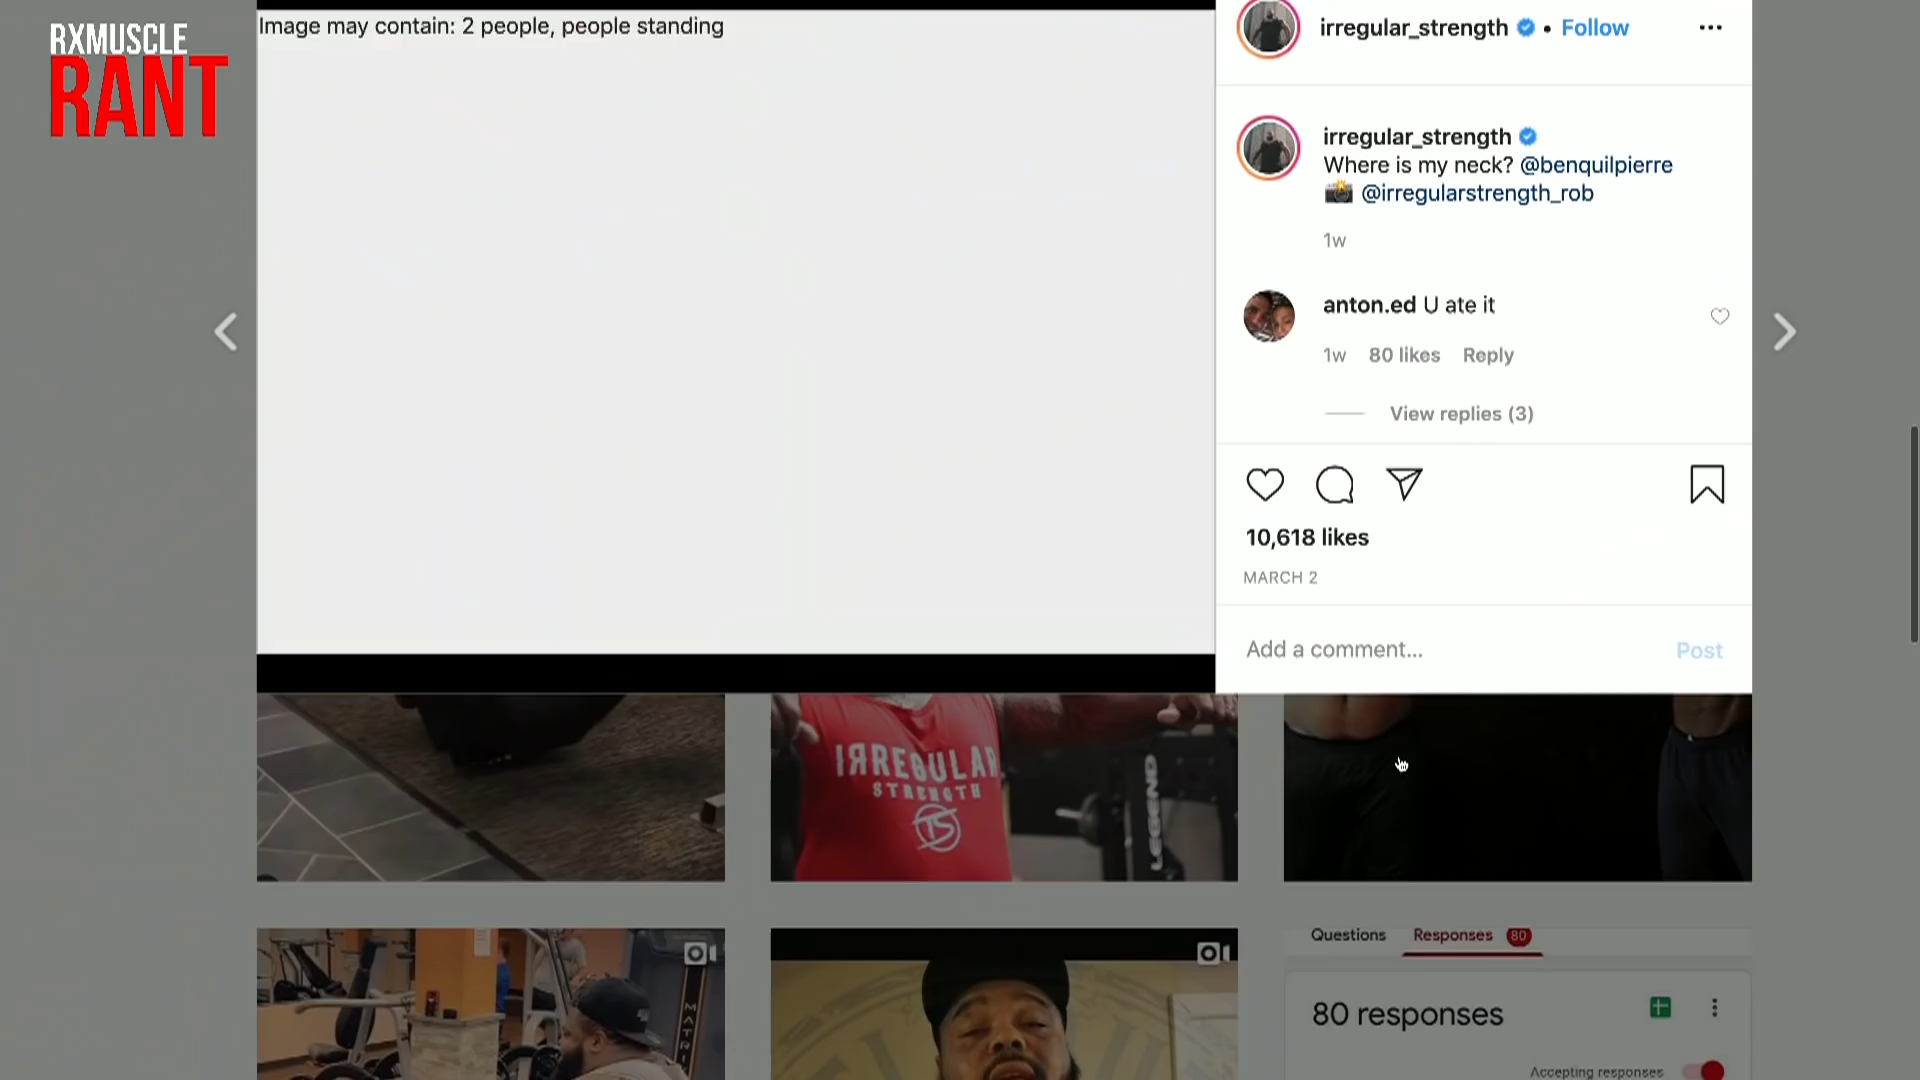 RXMUSCLE
RANT
Image may contain: 2 people, people standing
irregular_strength • Follow
irregular_strength
Where is my neck? @benquilpierre
📸 @irregularstrength_rob
1w
anton.ed U ate it
1w 80 likes Reply
View replies (3)
10,618 likes
MARCH 2
Add a comment... Post
IRREGULAR
STRENGTH
LEGEND
MATRI
Questions Responses 80
80 responses
Accepting responses